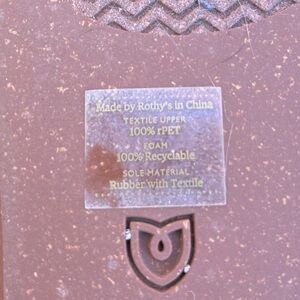 Made by Rothy's in China
TEXTILE UPPER
100% rPET
FOAM
100% Recyclable
SOLE MATERIAL
Rubber with Textile